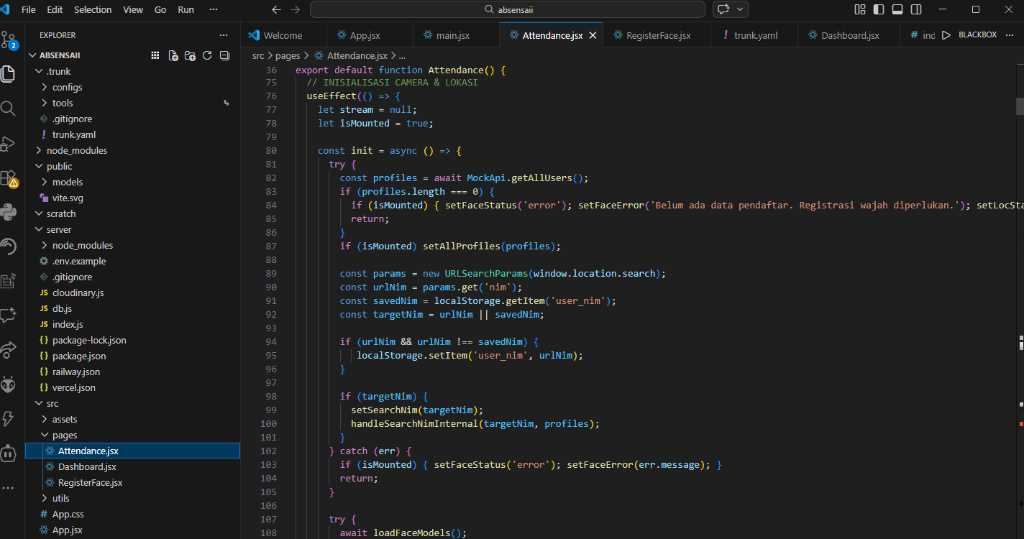 File Edit Selection View Go Run ··· absensaii
EXPLORER ···
ABSENSAII
.trunk
configs
tools
.gitignore
! trunk.yaml
node_modules
public
models
vite.svg
scratch
server
node_modules
.env.example
.gitignore
JS cloudinary.js
JS db.js
JS index.js
{} package-lock.json
{} package.json
{} railway.json
{} vercel.json
src
assets
pages
Attendance.jsx
Dashboard.jsx
RegisterFace.jsx
utils
# App.css
App.jsx
2
Welcome App.jsx main.jsx Attendance.jsx RegisterFace.jsx ! trunk.yaml Dashboard.jsx # ind BLACKBOX ···
src > pages > Attendance.jsx > ...
36 export default function Attendance() {
75 // INISIALISASI CAMERA & LOKASI
76 useEffect(() => {
77 let stream = null;
78 let isMounted = true;
79
80 const init = async () => {
81 try {
82 const profiles = await MockApi.getAllUsers();
83 if (profiles.length === 0) {
84 if (isMounted) { setFaceStatus('error'); setFaceError('Belum ada data pendaftar. Registrasi wajah diperlukan.'); setLocSta
85 return;
86 }
87 if (isMounted) setAllProfiles(profiles);
88
89 const params = new URLSearchParams(window.location.search);
90 const urlNim = params.get('nim');
91 const savedNim = localStorage.getItem('user_nim');
92 const targetNim = urlNim || savedNim;
93
94 if (urlNim && urlNim !== savedNim) {
95 localStorage.setItem('user_nim', urlNim);
96 }
97
98 if (targetNim) {
99 setSearchNim(targetNim);
100 handleSearchNimInternal(targetNim, profiles);
101 }
102 } catch (err) {
103 if (isMounted) { setFaceStatus('error'); setFaceError(err.message); }
104 return;
105 }
106
107 try {
108 await loadFaceModels();